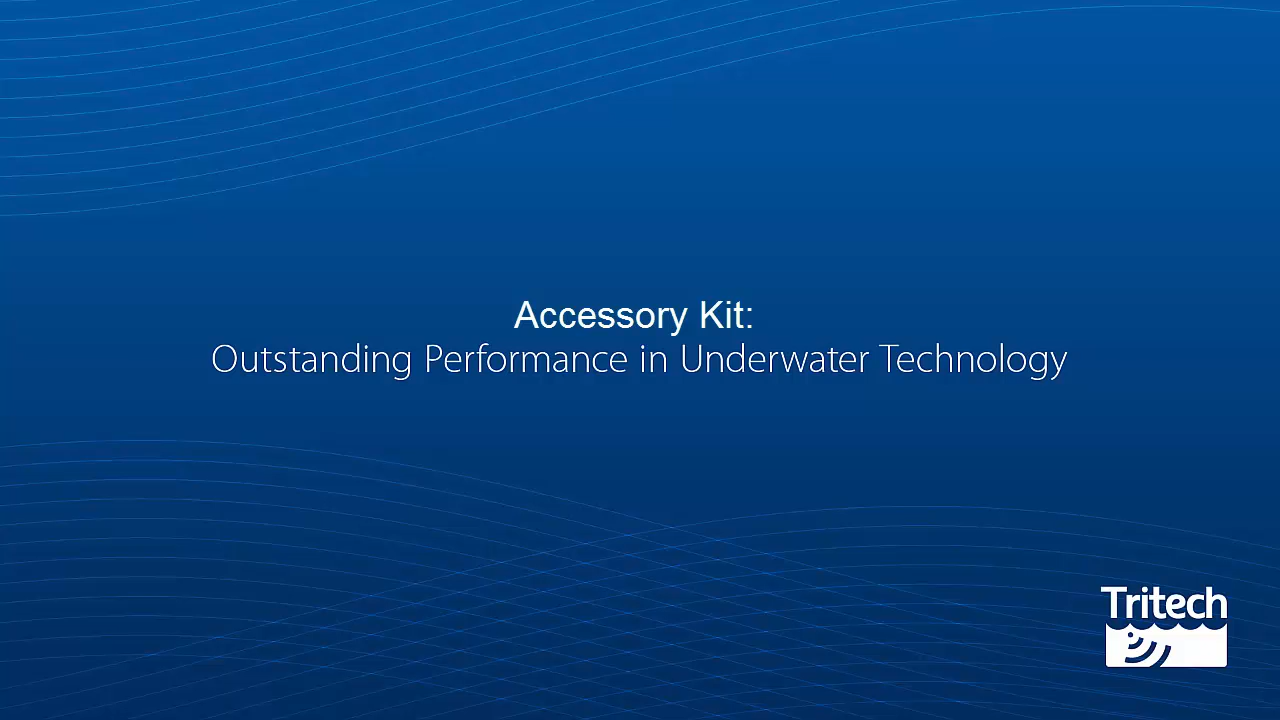 Accessory Kit:
Outstanding Performance in Underwater Technology
Tritech